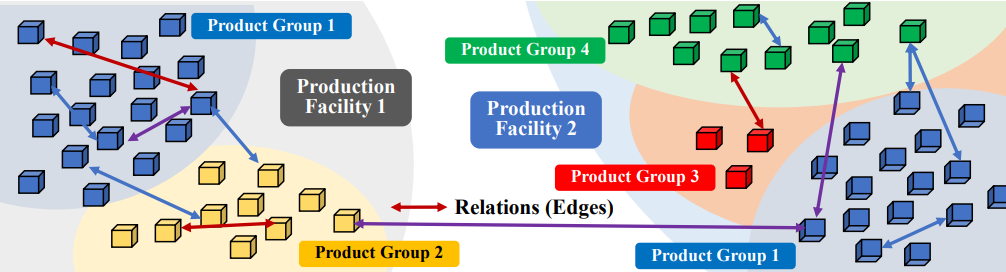 Product Group 1
Product Group 4
Production
Facility 1
Production
Facility 2
Product Group 3
Relations (Edges)
Product Group 2
Product Group 1